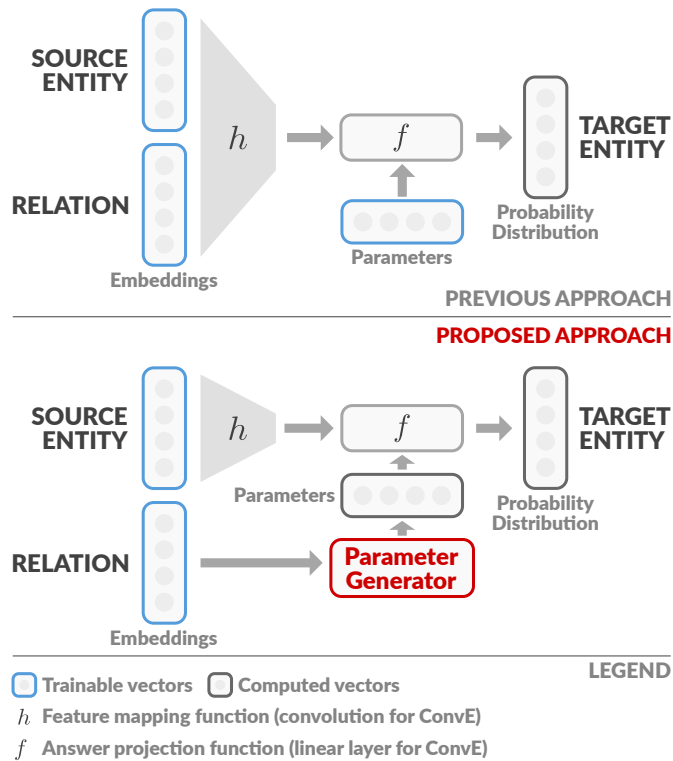 SOURCE
ENTITY
h
f
TARGET
ENTITY
RELATION
Probability
Distribution
Parameters
Embeddings
PREVIOUS APPROACH
PROPOSED APPROACH
SOURCE
ENTITY
h
f
TARGET
ENTITY
Parameters
Probability
Distribution
RELATION
Parameter
Generator
Embeddings
LEGEND
Trainable vectors
Computed vectors
h Feature mapping function (convolution for ConvE)
f Answer projection function (linear layer for ConvE)